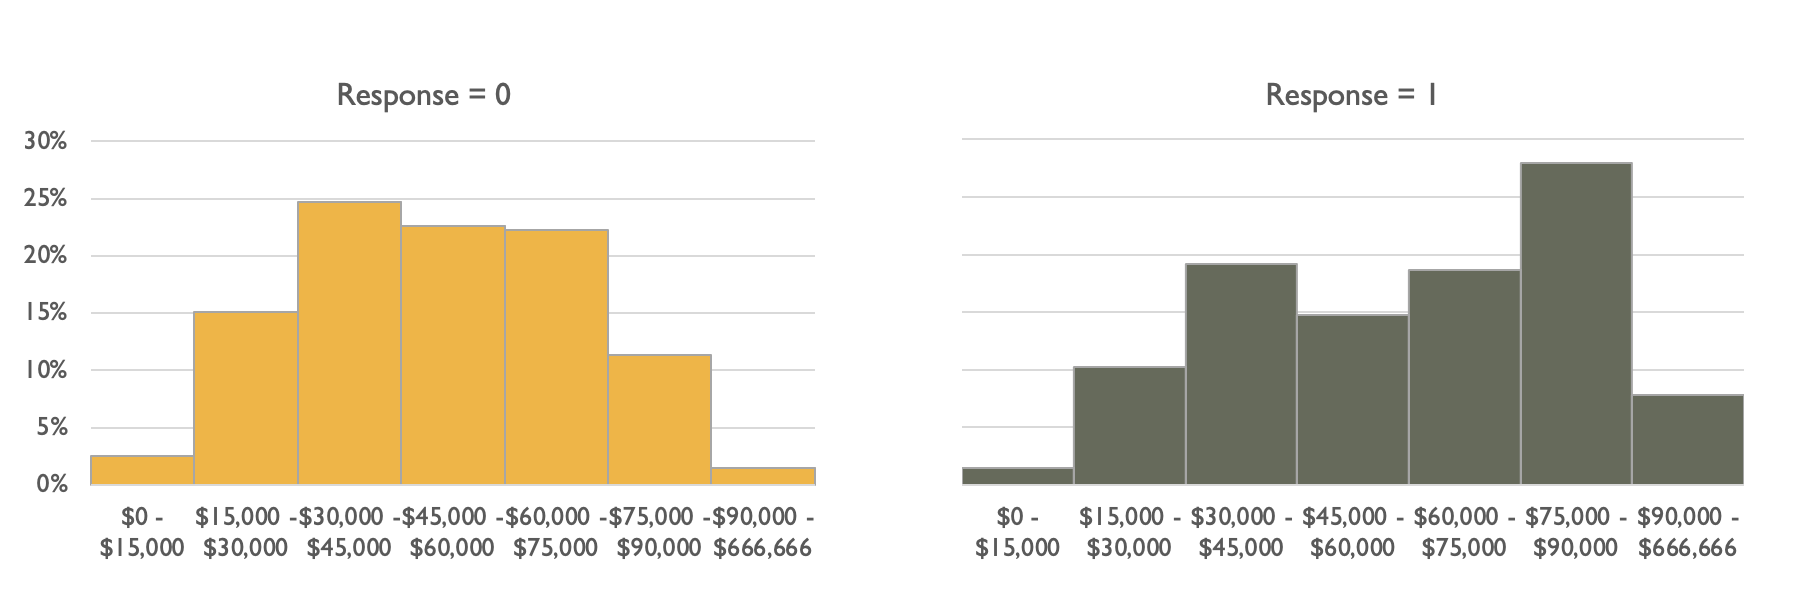 Response = 0
30%
25%
20%
15%
10%
5%
0%
$0 - $15,000 - $30,000 - $45,000 - $60,000 - $75,000 - $90,000 -
$15,000 $30,000 $45,000 $60,000 $75,000 $90,000 $666,666
Response = 1
$0 - $15,000 - $30,000 - $45,000 - $60,000 - $75,000 - $90,000 -
$15,000 $30,000 $45,000 $60,000 $75,000 $90,000 $666,666